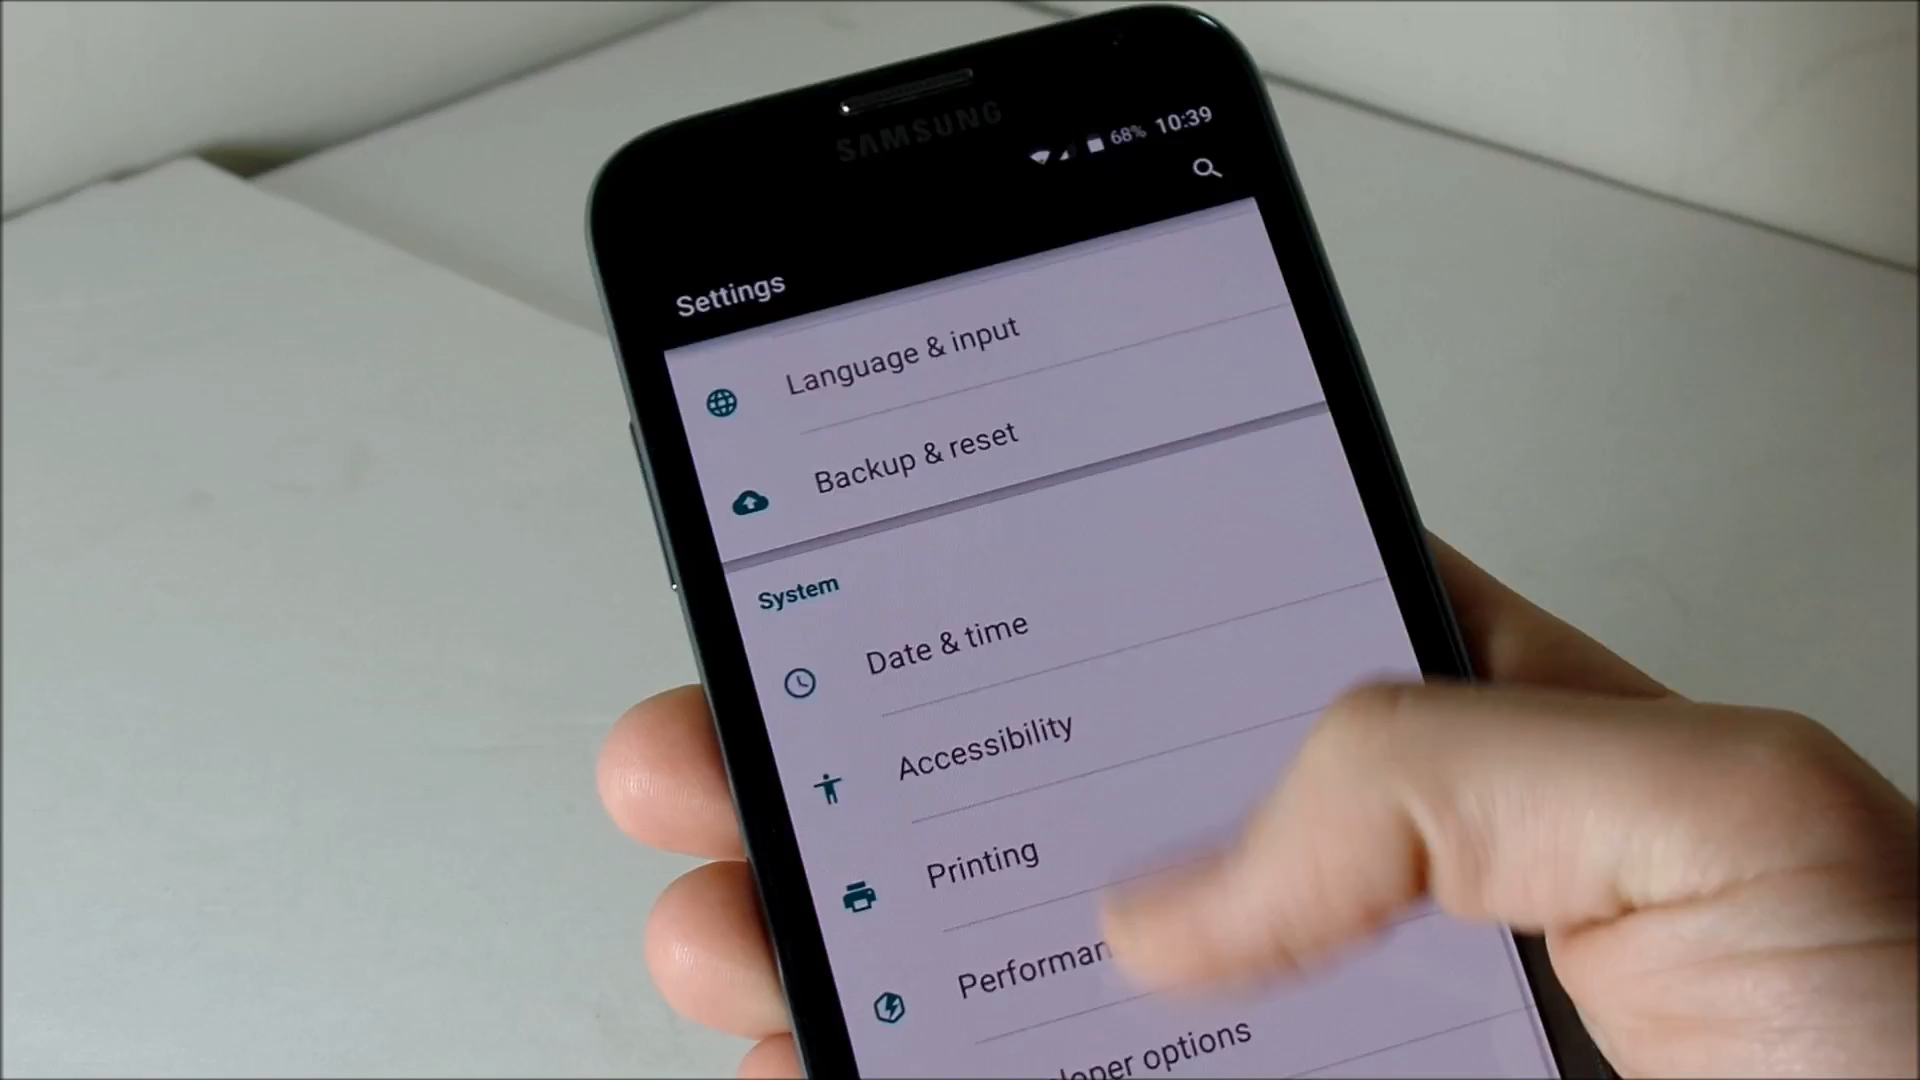 SAMSUNG
68% 10:39
Settings
Language & input
Backup & reset
System
Date & time
Accessibility
Printing
Performan
loper options